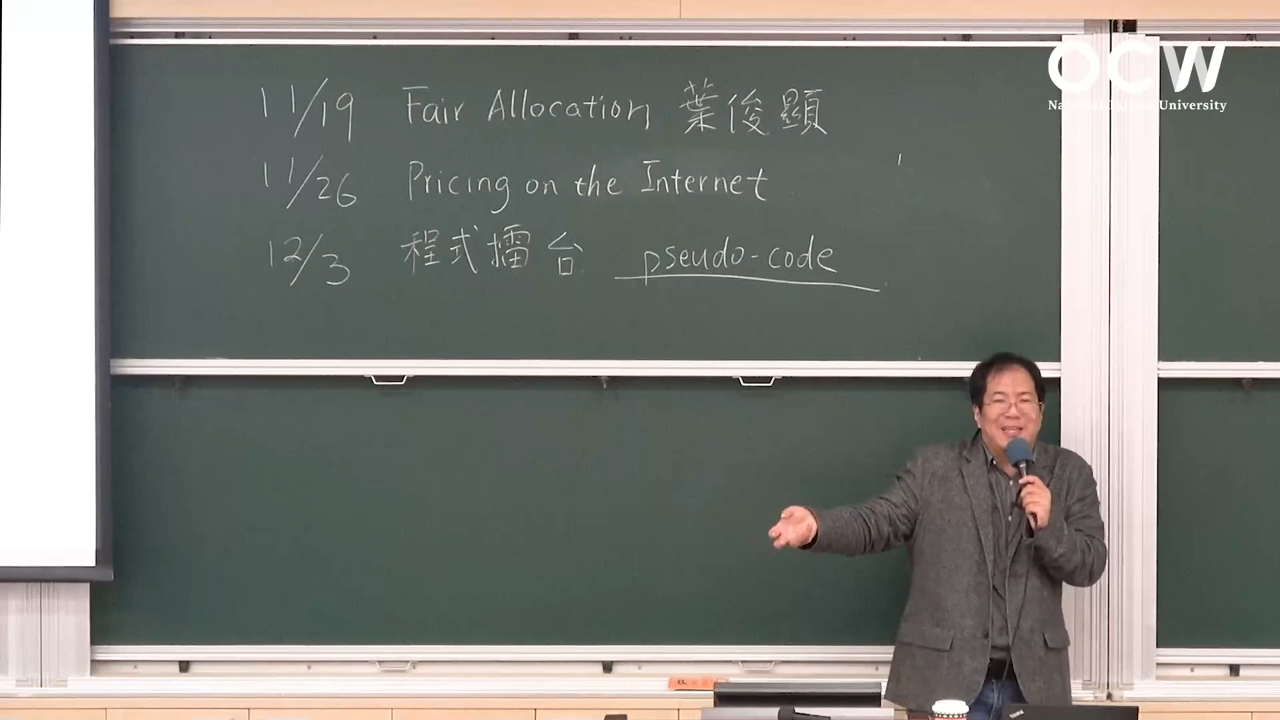 11/19 Fair Allocation 葉俊顯
11/26 Pricing on the Internet
12/3 程式擂台 pseudo-code
OCW
University